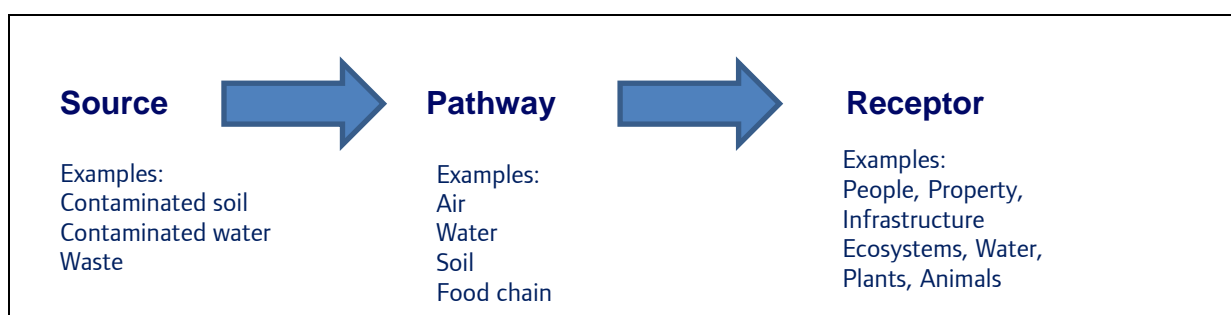 Source
Examples:
Contaminated soil
Contaminated water
Waste
Pathway
Examples:
Air
Water
Soil
Food chain
Receptor
Examples:
People, Property,
Infrastructure
Ecosystems, Water,
Plants, Animals